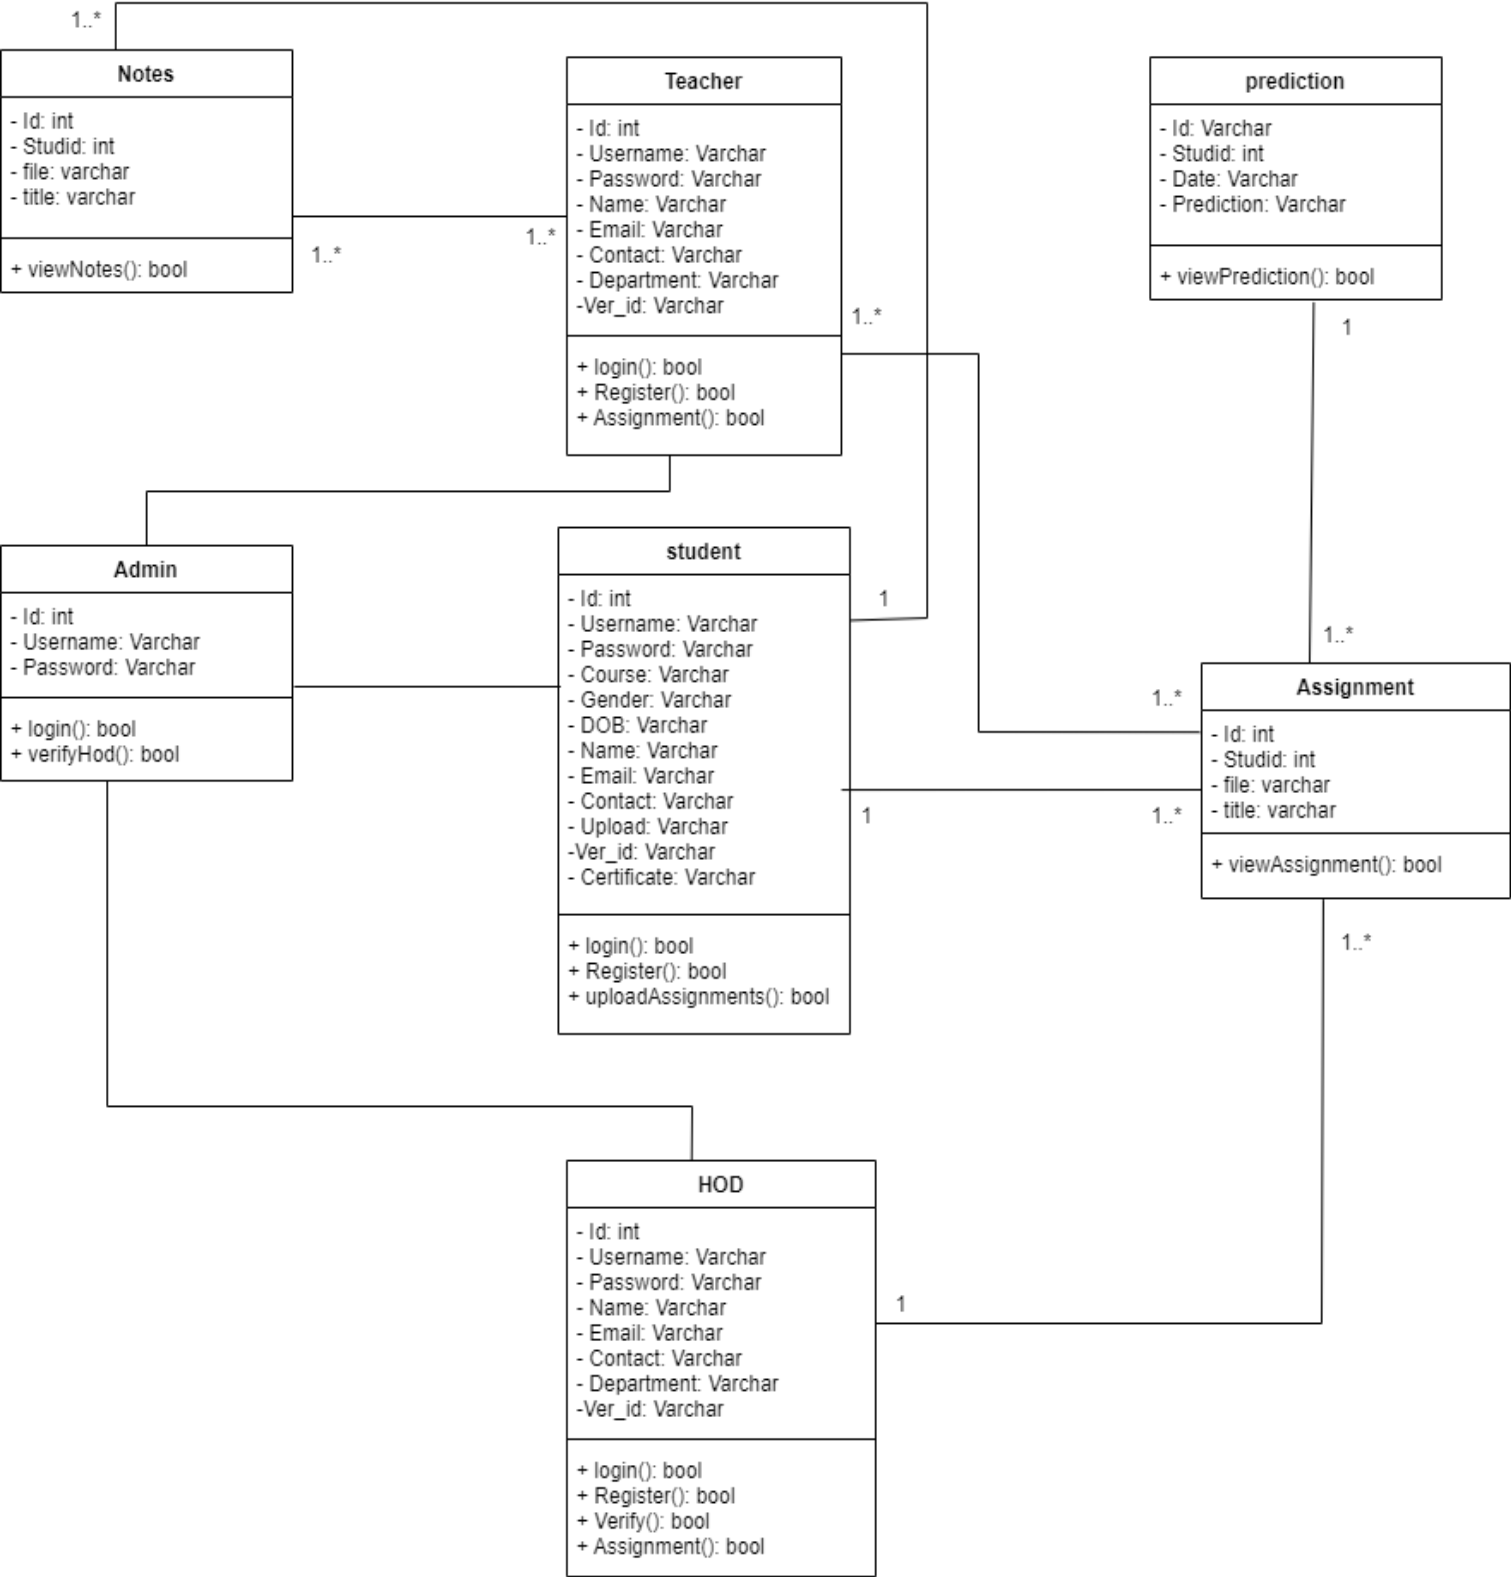 1..*
Notes
- Id: int
- Studid: int
- file: varchar
- title: varchar
+ viewNotes(): bool
1..*
1..*
Teacher
- Id: int
- Username: Varchar
- Password: Varchar
- Name: Varchar
- Email: Varchar
- Contact: Varchar
- Department: Varchar
-Ver_id: Varchar
+ login(): bool
+ Register(): bool
+ Assignment(): bool
1..*
prediction
- Id: Varchar
- Studid: int
- Date: Varchar
- Prediction: Varchar
+ viewPrediction(): bool
1
Admin
- Id: int
- Username: Varchar
- Password: Varchar
+ login(): bool
+ verifyHod(): bool
student
- Id: int
- Username: Varchar
- Password: Varchar
- Course: Varchar
- Gender: Varchar
- DOB: Varchar
- Name: Varchar
- Email: Varchar
- Contact: Varchar
- Upload: Varchar
-Ver_id: Varchar
- Certificate: Varchar
+ login(): bool
+ Register(): bool
+ uploadAssignments(): bool
1
1
1..*
1..*
1..*
Assignment
- Id: int
- Studid: int
- file: varchar
- title: varchar
+ viewAssignment(): bool
1..*
HOD
- Id: int
- Username: Varchar
- Password: Varchar
- Name: Varchar
- Email: Varchar
- Contact: Varchar
- Department: Varchar
-Ver_id: Varchar
+ login(): bool
+ Register(): bool
+ Verify(): bool
+ Assignment(): bool
1